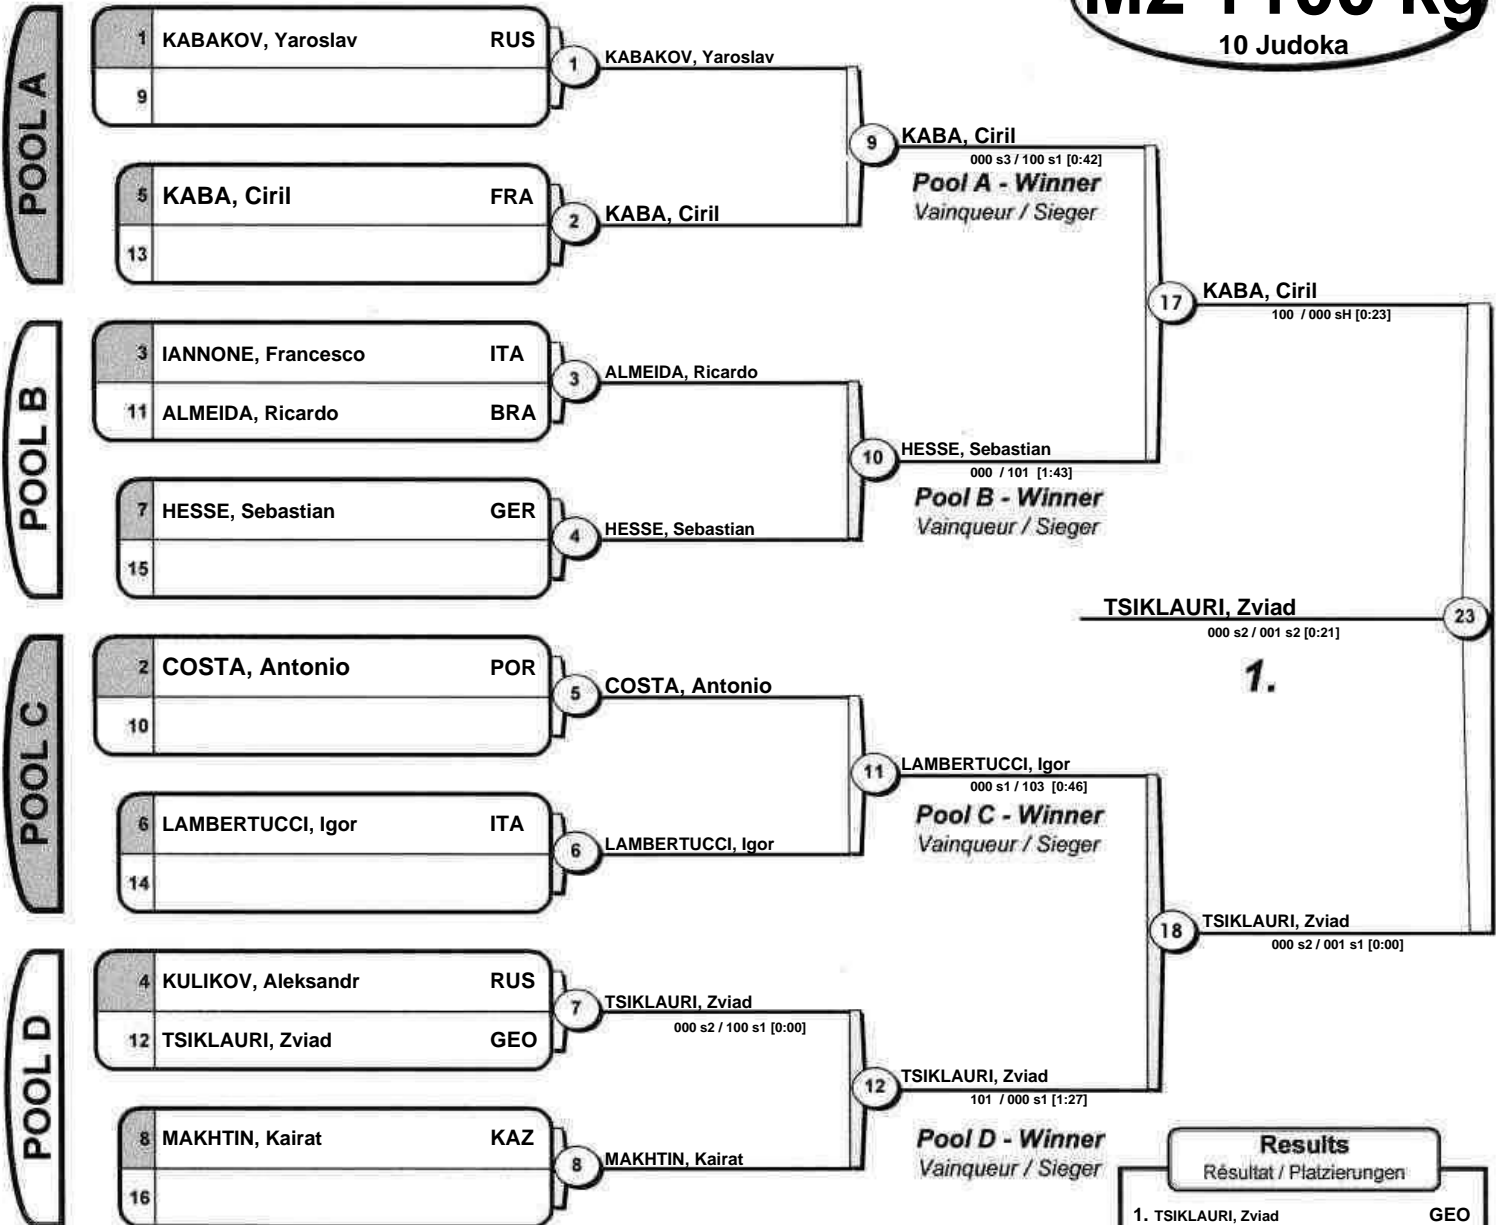 10 Judoka
POOL A
1 KABAKOV, Yaroslav RUS
9
5 KABA, Ciril FRA
13
1 KABAKOV, Yaroslav
2 KABA, Ciril
9 KABA, Ciril
000 s3 / 100 s1 [0:42]
Pool A - Winner
Vainqueur / Sieger
POOL B
3 IANNONE, Francesco ITA
11 ALMEIDA, Ricardo BRA
7 HESSE, Sebastian GER
15
3 ALMEIDA, Ricardo
4 HESSE, Sebastian
10 HESSE, Sebastian
000 / 101 [1:43]
Pool B - Winner
Vainqueur / Sieger
17 KABA, Ciril
100 / 000 sH [0:23]
TSIKLAURI, Zviad 23
000 s2 / 001 s2 [0:21]
1.
POOL C
2 COSTA, Antonio POR
10
6 LAMBERTUCCI, Igor ITA
14
5 COSTA, Antonio
6 LAMBERTUCCI, Igor
11 LAMBERTUCCI, Igor
000 s1 / 103 [0:46]
Pool C - Winner
Vainqueur / Sieger
POOL D
4 KULIKOV, Aleksandr RUS
12 TSIKLAURI, Zviad GEO
8 MAKHTIN, Kairat KAZ
16
7 TSIKLAURI, Zviad
000 s2 / 100 s1 [0:00]
8 MAKHTIN, Kairat
12 TSIKLAURI, Zviad
101 / 000 s1 [1:27]
Pool D - Winner
Vainqueur / Sieger
18 TSIKLAURI, Zviad
000 s2 / 001 s1 [0:00]
Results
Résultat / Platzierungen
1. TSIKLAURI, Zviad GEO